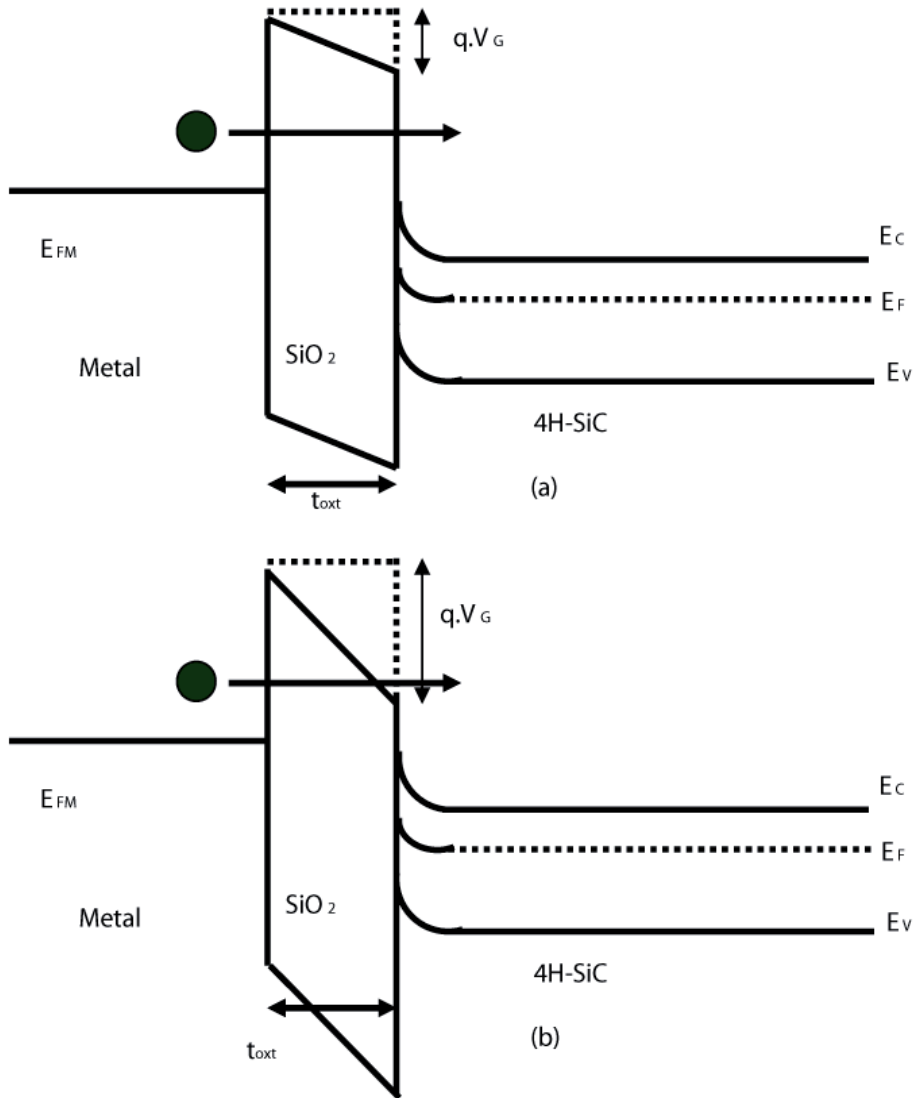 q.V G
E FM
E C
E F
SiO 2
Metal
E V
4H-SiC
t oxt
(a)
q.V G
E FM
E C
E F
SiO 2
Metal
E V
4H-SiC
t oxt
(b)